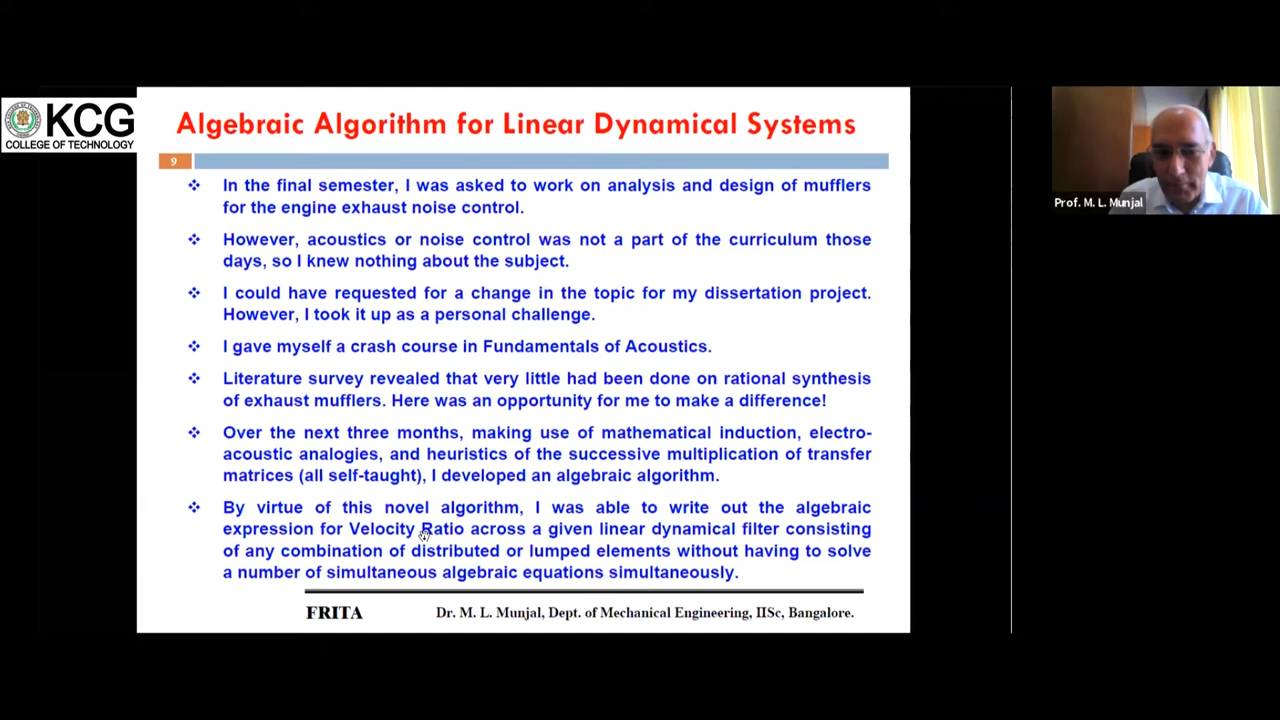 KCG
COLLEGE OF TECHNOLOGY
Algebraic Algorithm for Linear Dynamical Systems
9
In the final semester, I was asked to work on analysis and design of mufflers
for the engine exhaust noise control.
However, acoustics or noise control was not a part of the curriculum those
days, so I knew nothing about the subject.
I could have requested for a change in the topic for my dissertation project.
However, I took it up as a personal challenge.
I gave myself a crash course in Fundamentals of Acoustics.
Literature survey revealed that very little had been done on rational synthesis
of exhaust mufflers. Here was an opportunity for me to make a difference!
Over the next three months, making use of mathematical induction, electro-
acoustic analogies, and heuristics of the successive multiplication of transfer
matrices (all self-taught), I developed an algebraic algorithm.
By virtue of this novel algorithm, I was able to write out the algebraic
expression for Velocity Ratio across a given linear dynamical filter consisting
of any combination of distributed or lumped elements without having to solve
a number of simultaneous algebraic equations simultaneously.
FRITA Dr. M. L. Munjal, Dept. of Mechanical Engineering, IISc, Bangalore.
Prof. M. L. Munjal